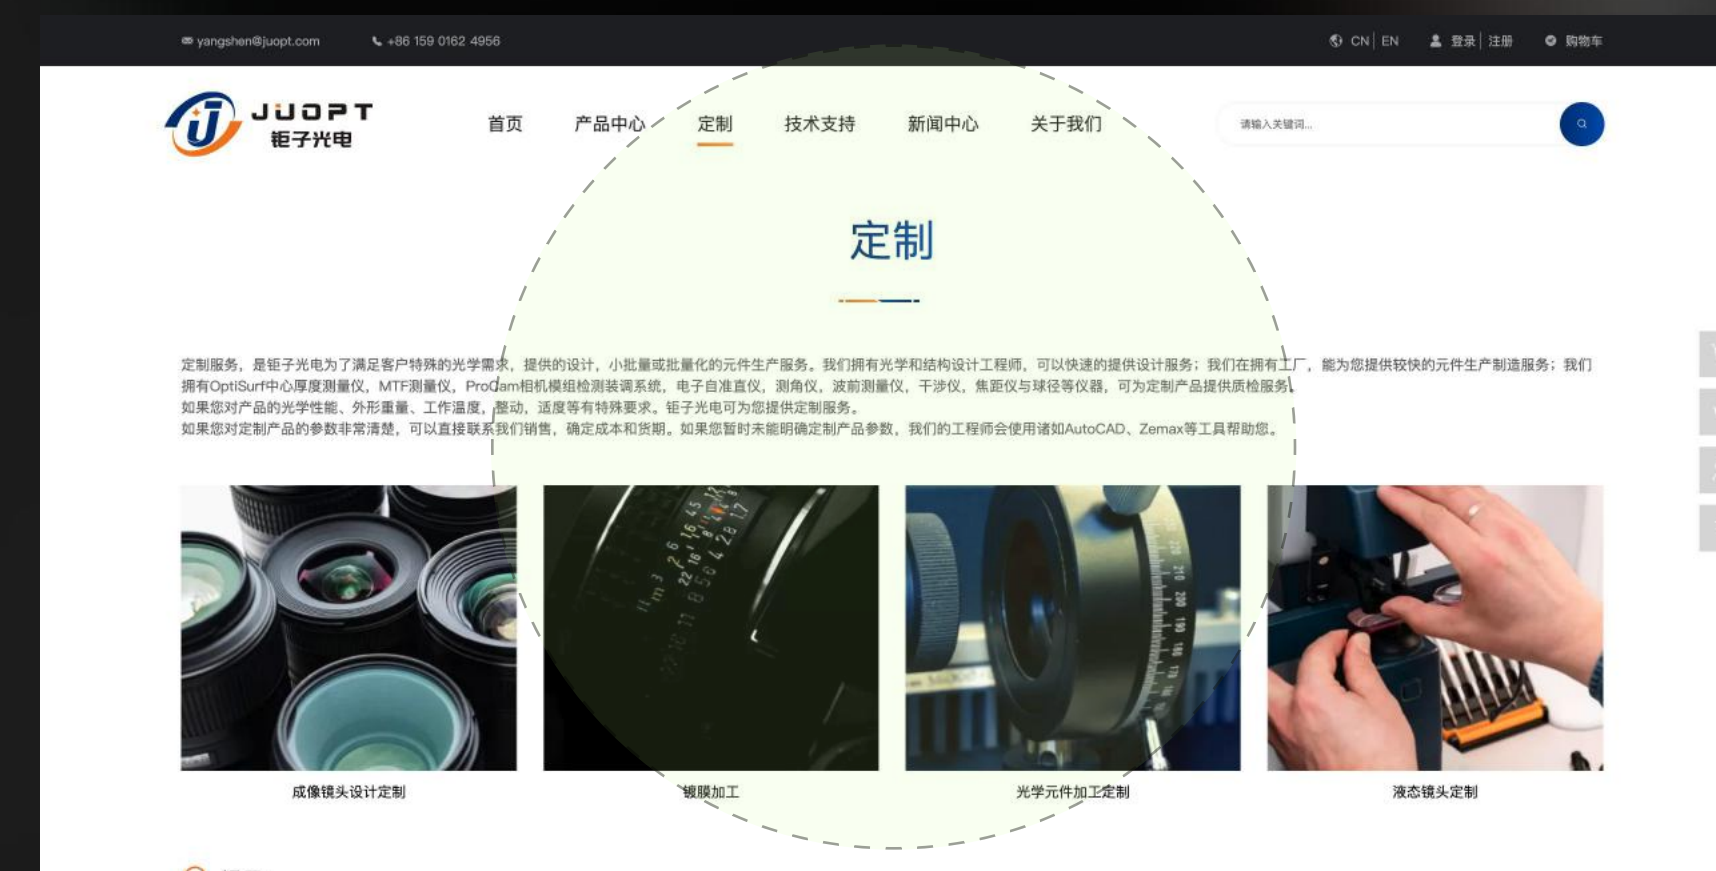 yangshen@juopt.com
+86 159 0162 4956
CN EN
登录 注册
购物车
JUOPT
钜子光电
首页
产品中心
定制
技术支持
新闻中心
关于我们
请输入关键词...
定制
定制服务，是钜子光电为了满足客户特殊的光学需求，提供的设计，小批量或批量化的元件生产服务。我们拥有光学和结构设计工程师，可以快速的提供设计服务；我们在拥有工厂，能为您提供较快的元件生产制造服务；我们
拥有OptiSurf中心厚度测量仪，MTF测量仪，ProCam相机模组检测装调系统，电子自准直仪，测角仪，波前测量仪，干涉仪，焦距仪与球径等仪器，可为定制产品提供质检服务。
如果您对产品的光学性能、外形重量、工作温度，整动，适度等有特殊要求。钜子光电可为您提供定制服务。
如果您对定制产品的参数非常清楚，可以直接联系我们销售，确定成本和货期。如果您暂时未能明确定制产品参数，我们的工程师会使用诸如AutoCAD、Zemax等工具帮助您。
成像镜头设计定制
镀膜加工
光学元件加工定制
液态镜头定制